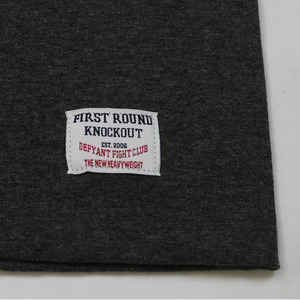 FIRST ROUND
KNOCKOUT
EST. 2006
DEFYANT FIGHT CLUB
THE NEW HEAVYWEIGHT